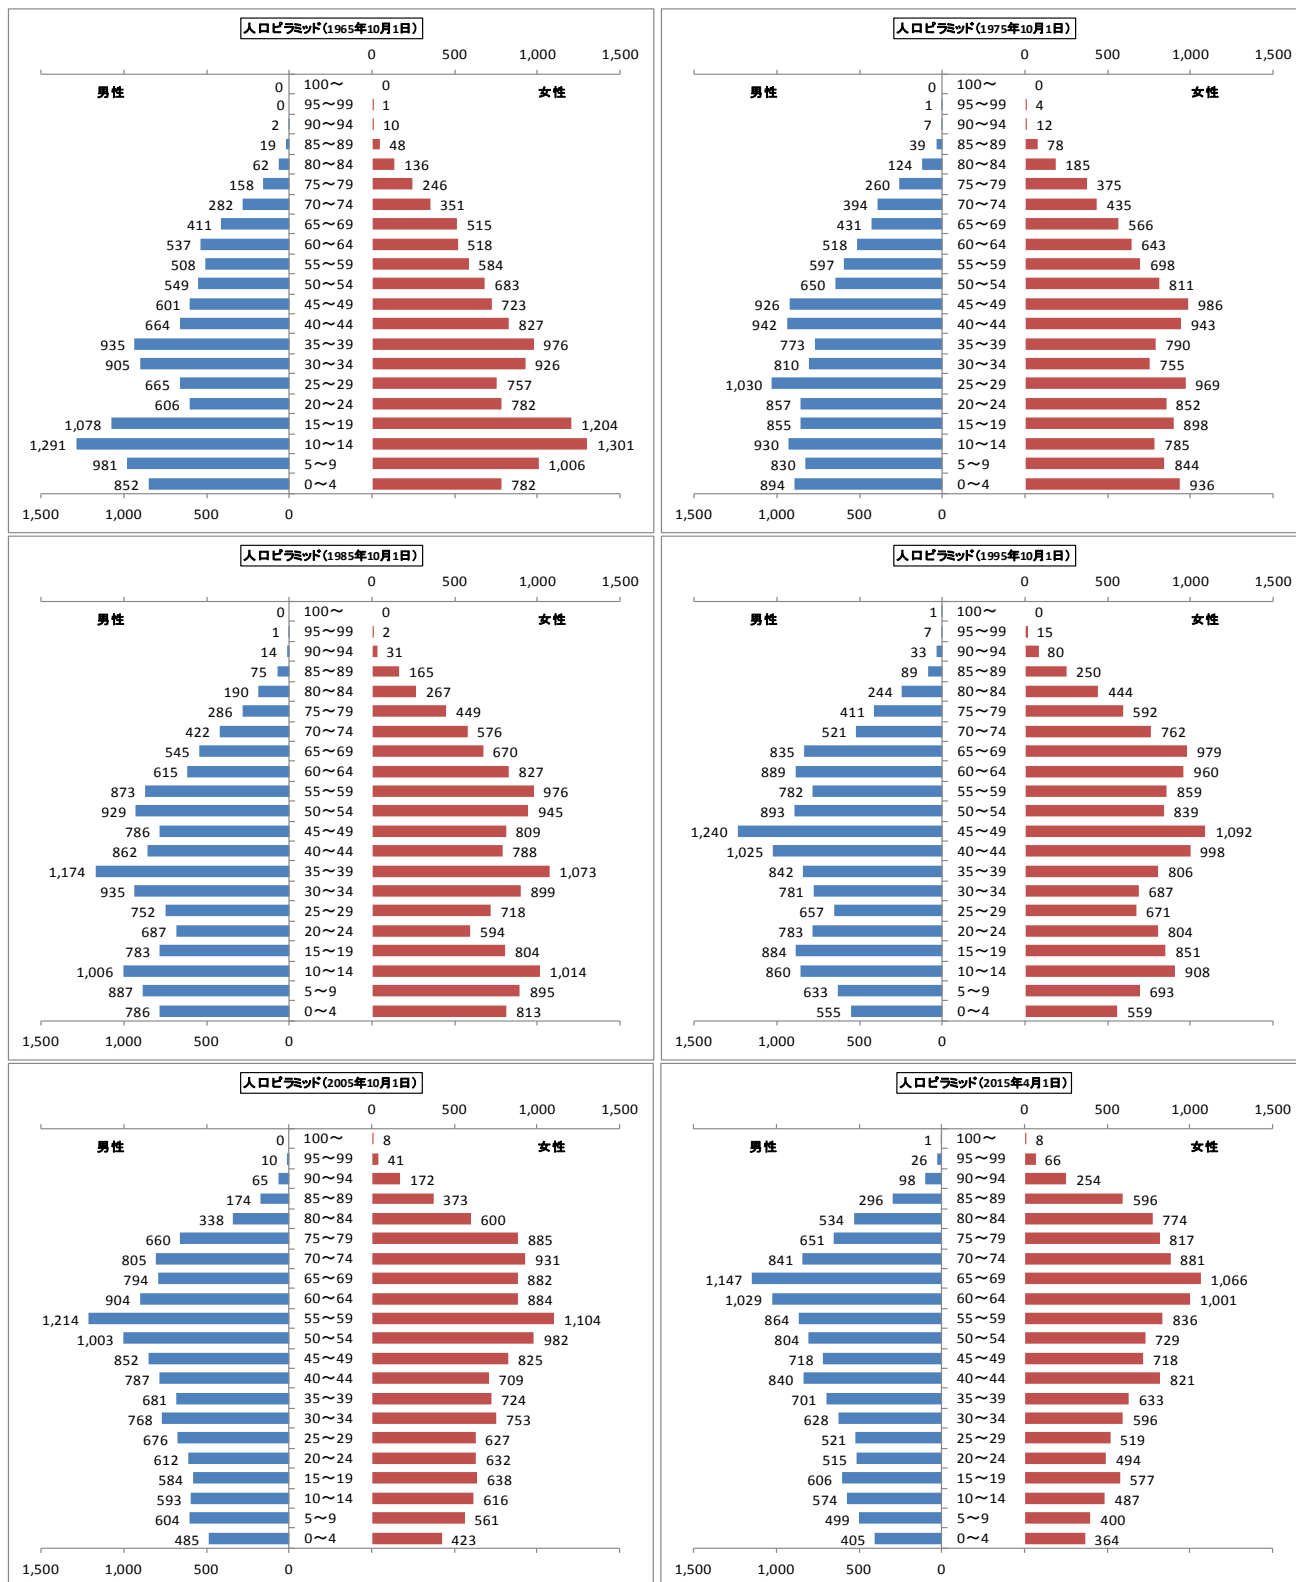 人口ピラミッド(1965年10月1日)
0 500 1,000 1,500
男性 女性
0 100～ 0
0 95～99 1
2 90～94 10
19 85～89 48
62 80～84 136
158 75～79 246
282 70～74 351
411 65～69 515
537 60～64 518
508 55～59 584
549 50～54 683
601 45～49 723
664 40～44 827
935 35～39 976
905 30～34 926
665 25～29 757
606 20～24 782
1,078 15～19 1,204
1,291 10～14 1,301
981 5～9 1,006
852 0～4 782
1,500 1,000 500 0
人口ピラミッド(1975年10月1日)
0 500 1,000 1,500
男性 女性
0 100～ 0
1 95～99 4
7 90～94 12
39 85～89 78
124 80～84 185
260 75～79 375
394 70～74 435
431 65～69 566
518 60～64 643
597 55～59 698
650 50～54 811
926 45～49 986
942 40～44 943
773 35～39 790
810 30～34 755
1,030 25～29 969
857 20～24 852
855 15～19 898
930 10～14 785
830 5～9 844
894 0～4 936
1,500 1,000 500 0
人口ピラミッド(1985年10月1日)
0 500 1,000 1,500
男性 女性
0 100～ 0
1 95～99 2
14 90～94 31
75 85～89 165
190 80～84 267
286 75～79 449
422 70～74 576
545 65～69 670
615 60～64 827
873 55～59 976
929 50～54 945
786 45～49 809
862 40～44 788
1,174 35～39 1,073
935 30～34 899
752 25～29 718
687 20～24 594
783 15～19 804
1,006 10～14 1,014
887 5～9 895
786 0～4 813
1,500 1,000 500 0
人口ピラミッド(1995年10月1日)
0 500 1,000 1,500
男性 女性
1 100～ 0
7 95～99 15
33 90～94 80
89 85～89 250
244 80～84 444
411 75～79 592
521 70～74 762
835 65～69 979
889 60～64 960
782 55～59 859
893 50～54 839
1,240 45～49 1,092
1,025 40～44 998
842 35～39 806
781 30～34 687
657 25～29 671
783 20～24 804
884 15～19 851
860 10～14 908
633 5～9 693
555 0～4 559
1,500 1,000 500 0
人口ピラミッド(2005年10月1日)
0 500 1,000 1,500
男性 女性
0 100～ 8
10 95～99 41
65 90～94 172
174 85～89 373
338 80～84 600
660 75～79 885
805 70～74 931
794 65～69 882
904 60～64 884
1,214 55～59 1,104
1,003 50～54 982
852 45～49 825
787 40～44 709
681 35～39 724
768 30～34 753
676 25～29 627
612 20～24 632
584 15～19 638
593 10～14 616
604 5～9 561
485 0～4 423
1,500 1,000 500 0
人口ピラミッド(2015年4月1日)
0 500 1,000 1,500
男性 女性
1 100～ 8
26 95～99 66
98 90～94 254
296 85～89 596
534 80～84 774
651 75～79 817
841 70～74 881
1,147 65～69 1,066
1,029 60～64 1,001
864 55～59 836
804 50～54 729
718 45～49 718
840 40～44 821
701 35～39 633
628 30～34 596
521 25～29 519
515 20～24 494
606 15～19 577
574 10～14 487
499 5～9 400
405 0～4 364
1,500 1,000 500 0